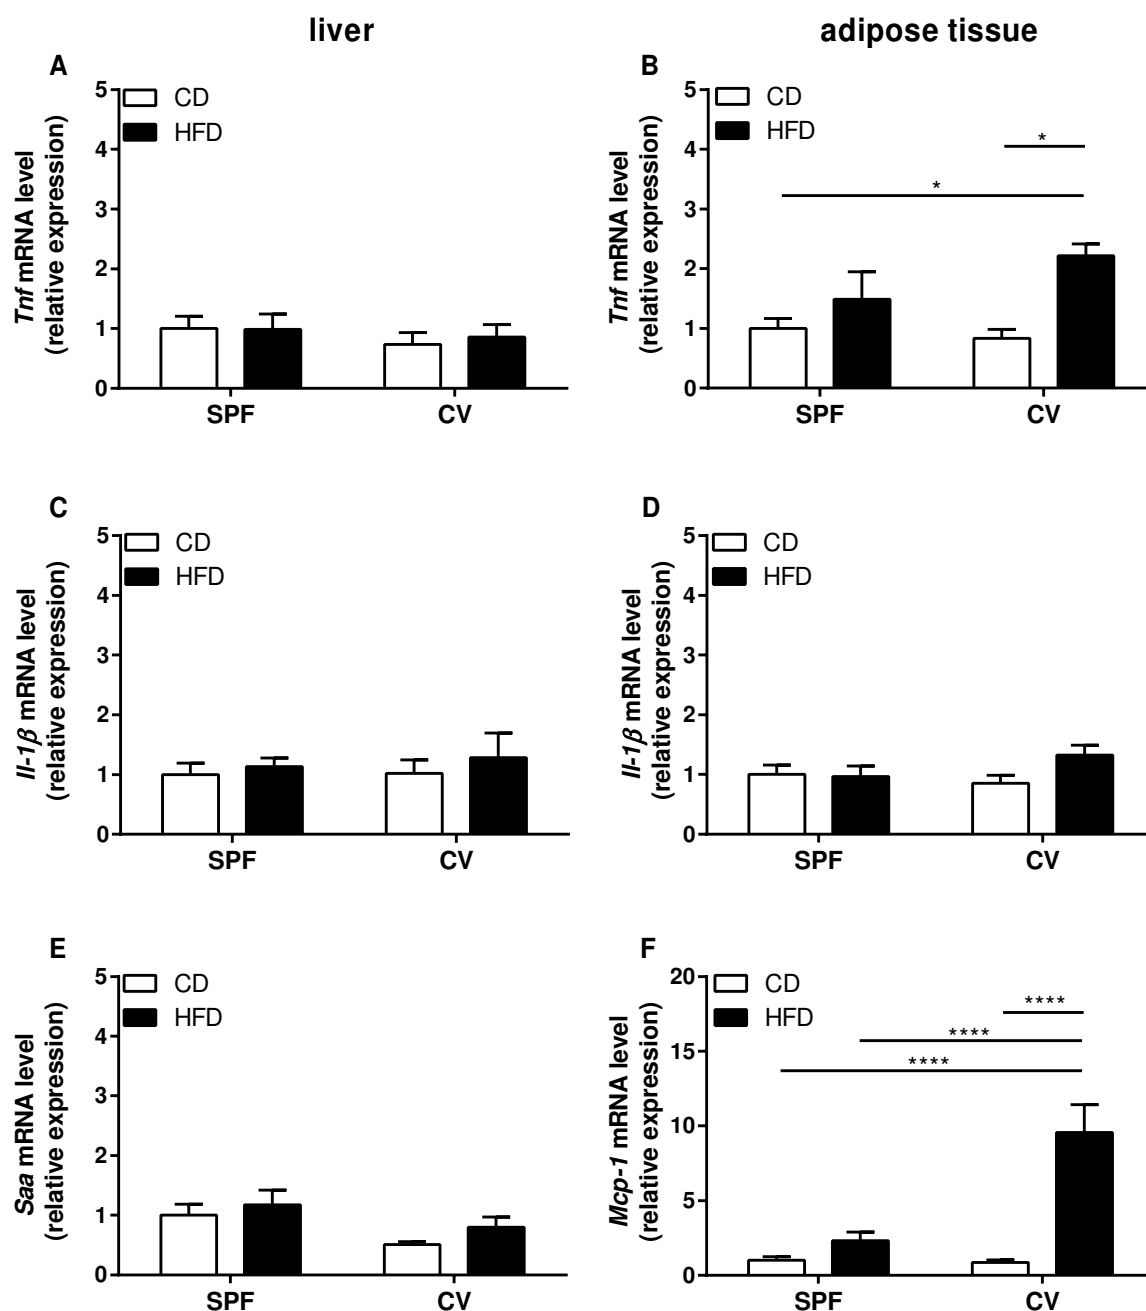 liver
adipose tissue
A
5
4
3
2
1
0
Tnf mRNA level
(relative expression)
CD
HFD
SPF
CV
B
5
4
3
2
1
0
Tnf mRNA level
(relative expression)
CD
HFD
*
*
SPF
CV
C
5
4
3
2
1
0
Il-1β mRNA level
(relative expression)
CD
HFD
SPF
CV
D
5
4
3
2
1
0
Il-1β mRNA level
(relative expression)
CD
HFD
SPF
CV
E
5
4
3
2
1
0
Saa mRNA level
(relative expression)
CD
HFD
SPF
CV
F
20
15
10
5
0
Mcp-1 mRNA level
(relative expression)
CD
HFD
****
****
****
SPF
CV